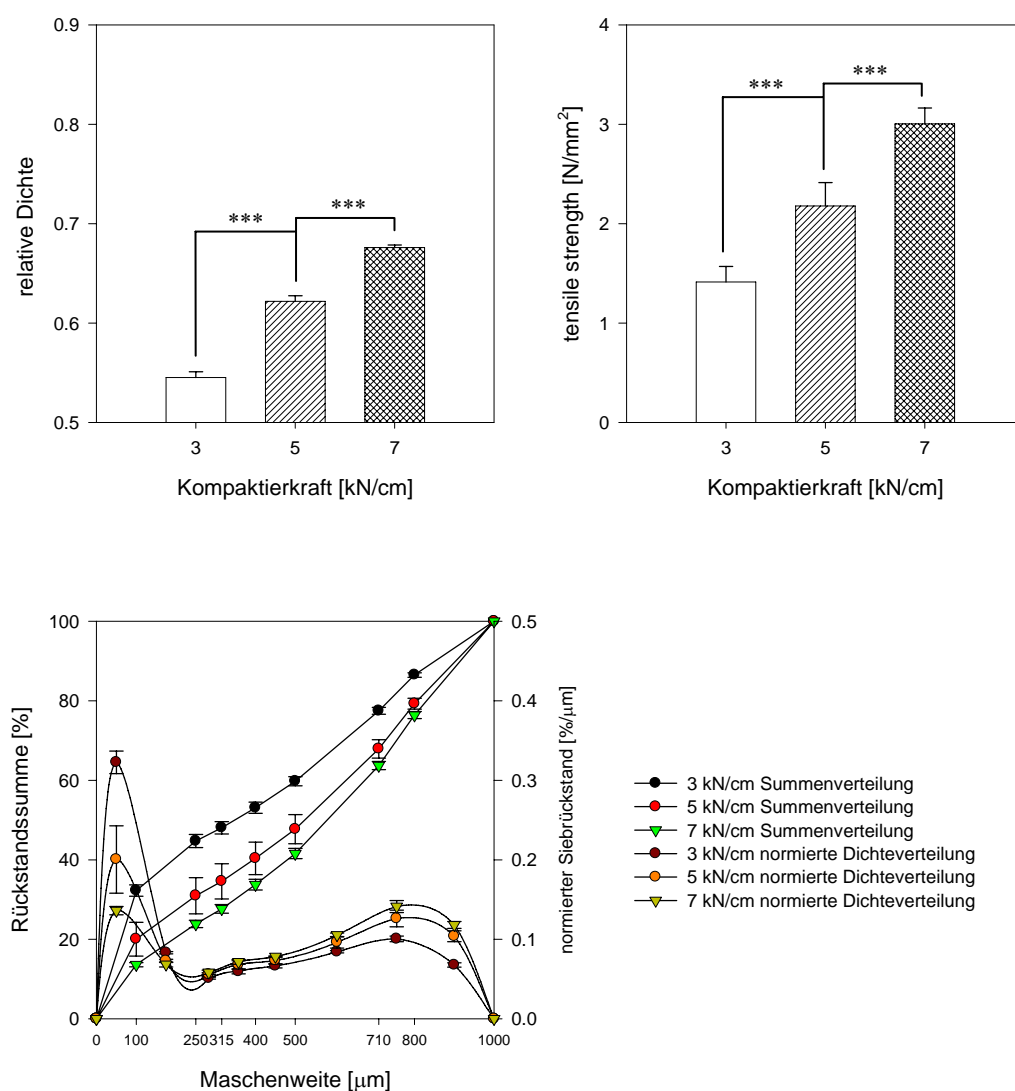 relative Dichte
0.9
0.8
0.7
0.6
0.5
***
***
3 5 7
Kompaktierkraft [kN/cm]
tensile strength [N/mm²]
4
3
2
1
0
***
***
3 5 7
Kompaktierkraft [kN/cm]
Rückstandssumme [%]
100
80
60
40
20
0
0 100 250 315 400 500 710 800 1000
Maschenweite [µm]
0.5
0.4
0.3
0.2
0.1
0.0
normierter Siebrückstand [%/µm]
3 kN/cm Summenverteilung
5 kN/cm Summenverteilung
7 kN/cm Summenverteilung
3 kN/cm normierte Dichteverteilung
5 kN/cm normierte Dichteverteilung
7 kN/cm normierte Dichteverteilung